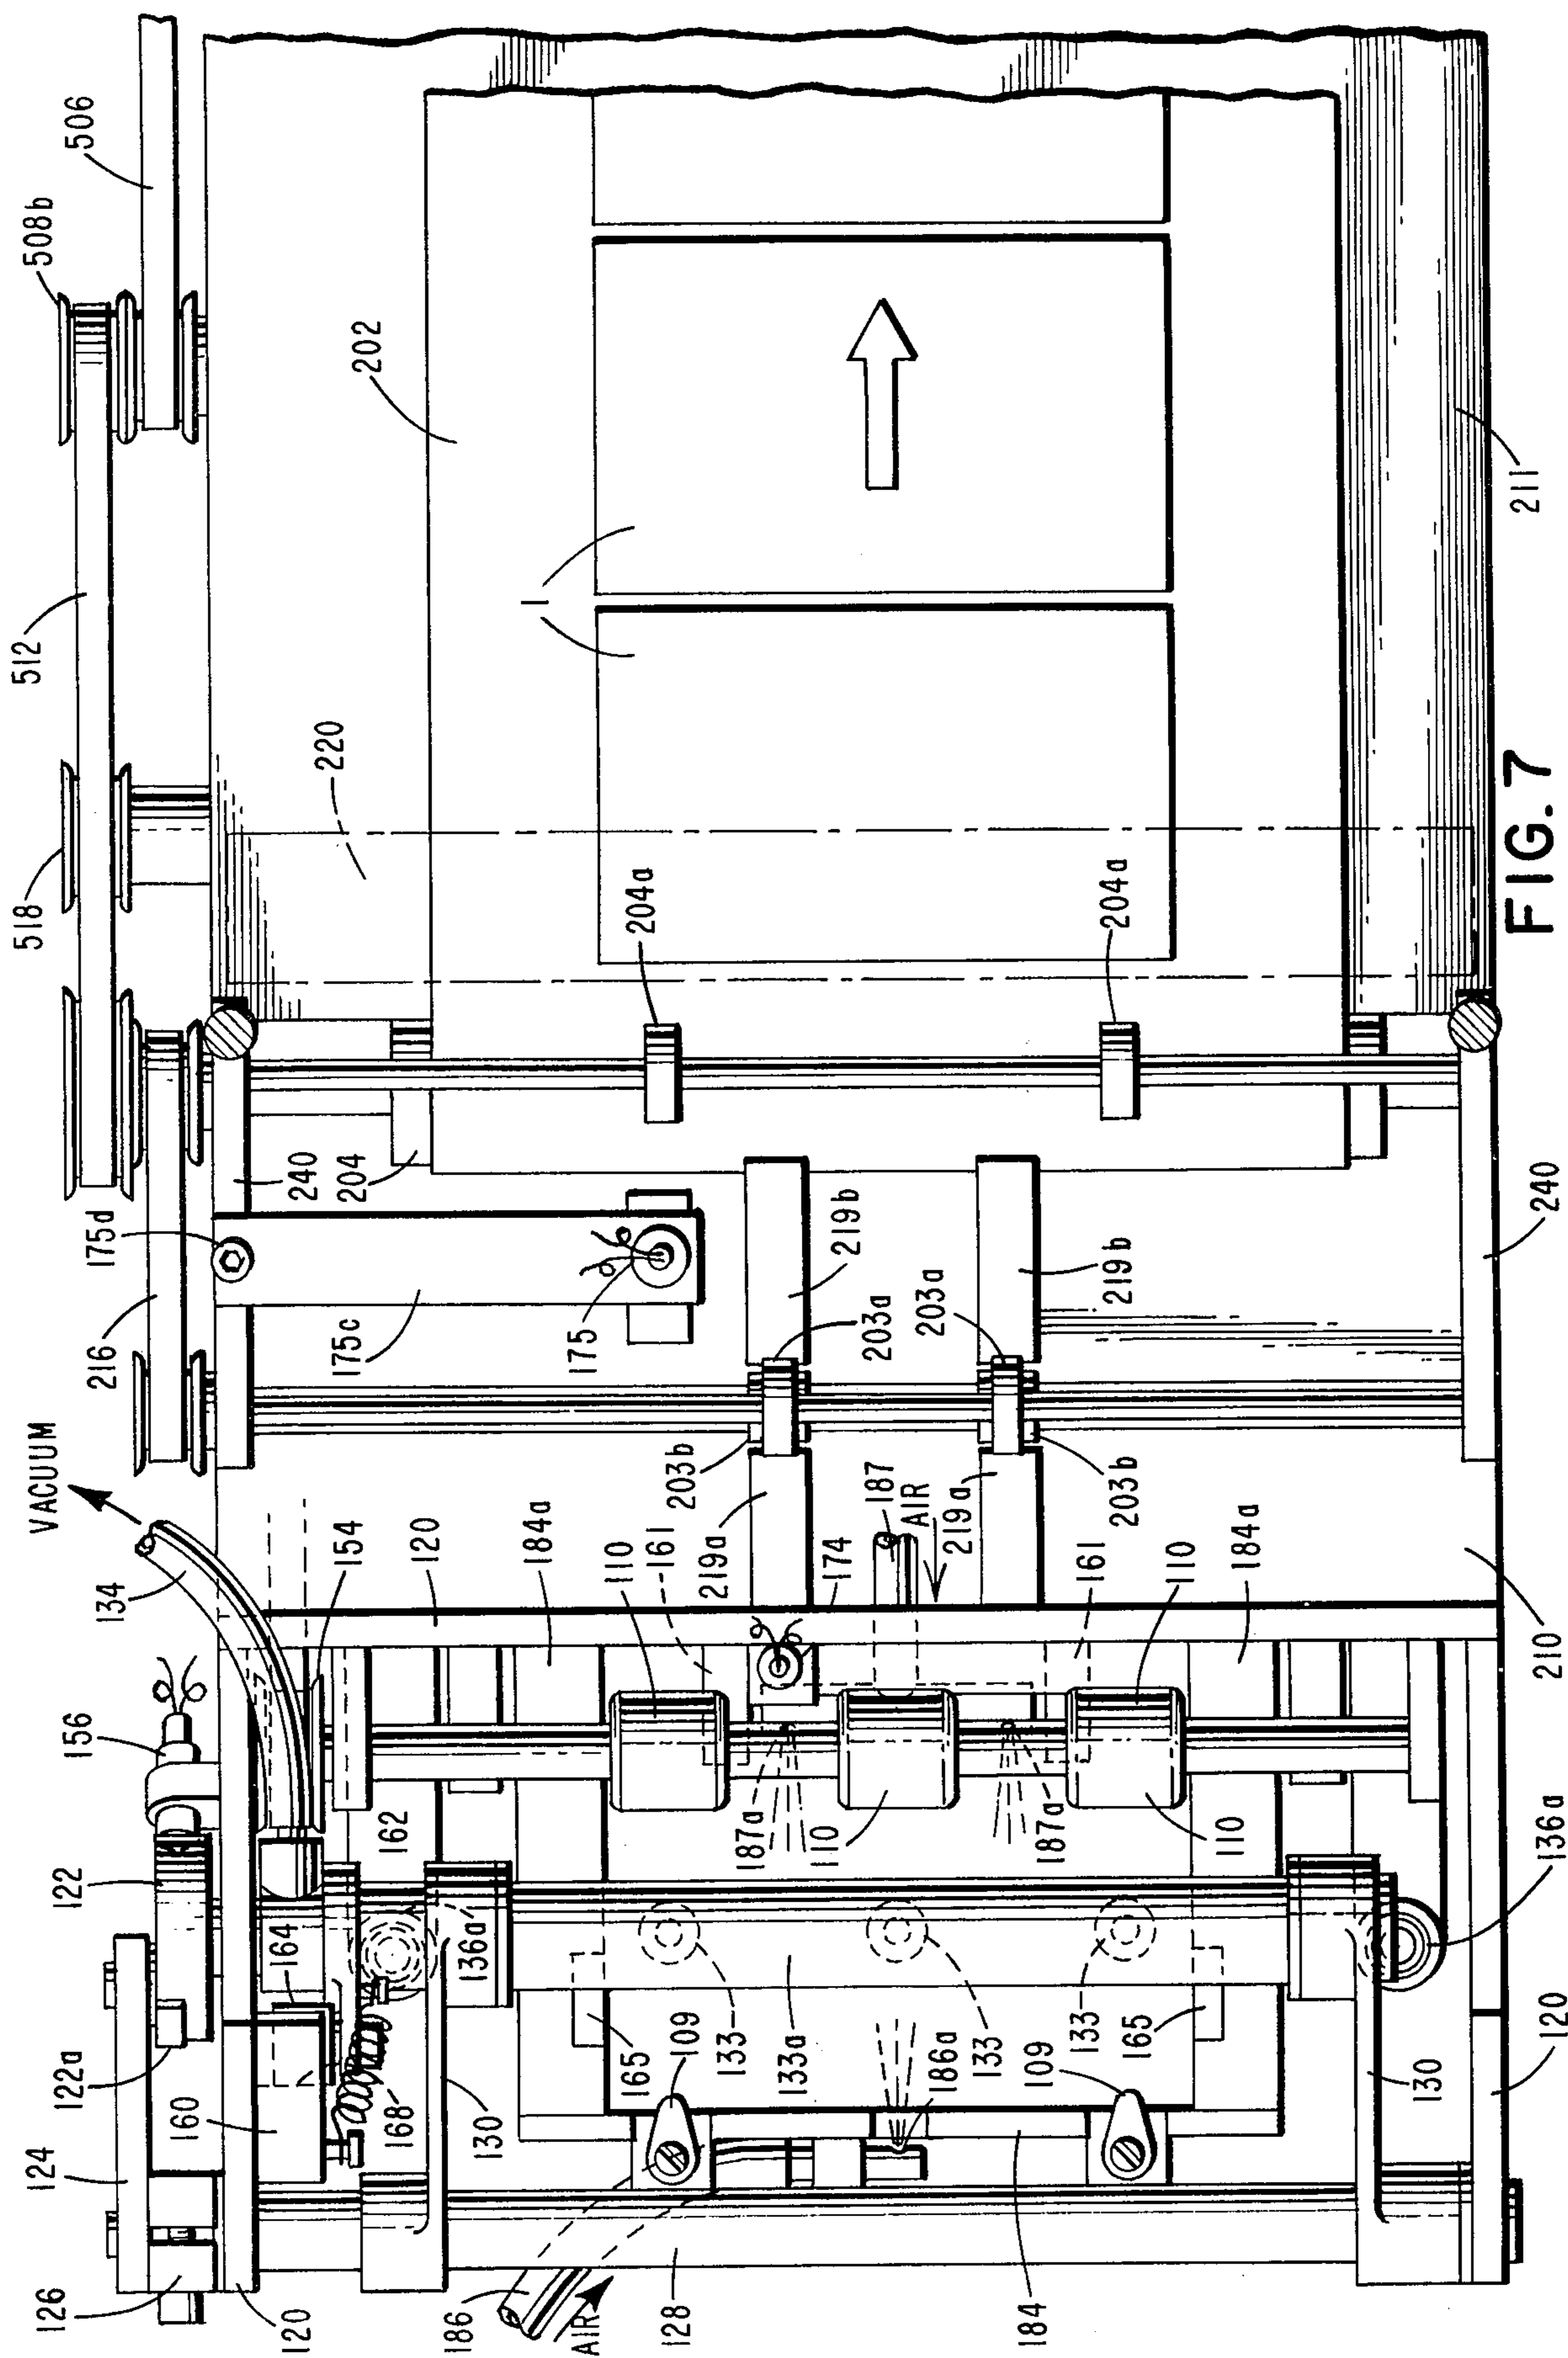 506
508b
202
512
1
211
220
518
204a
204a
FIG. 7
240
204
175d
219b
219b
240
216
175c
175
203a
203a
VACUUM
203b
203b
187
AIR
219a
219a
134
154
120
184a
110
161
174
161
110
184a
210
156
162
187a
110
187a
110
136a
122
164
136a
122a
160
168
130
165
109
133
133a
186a
133
109
133
165
130
120
124
126
120
186
AIR
128
184